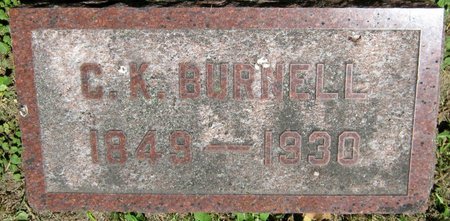 C. K. BURNELL
1849 — 1930